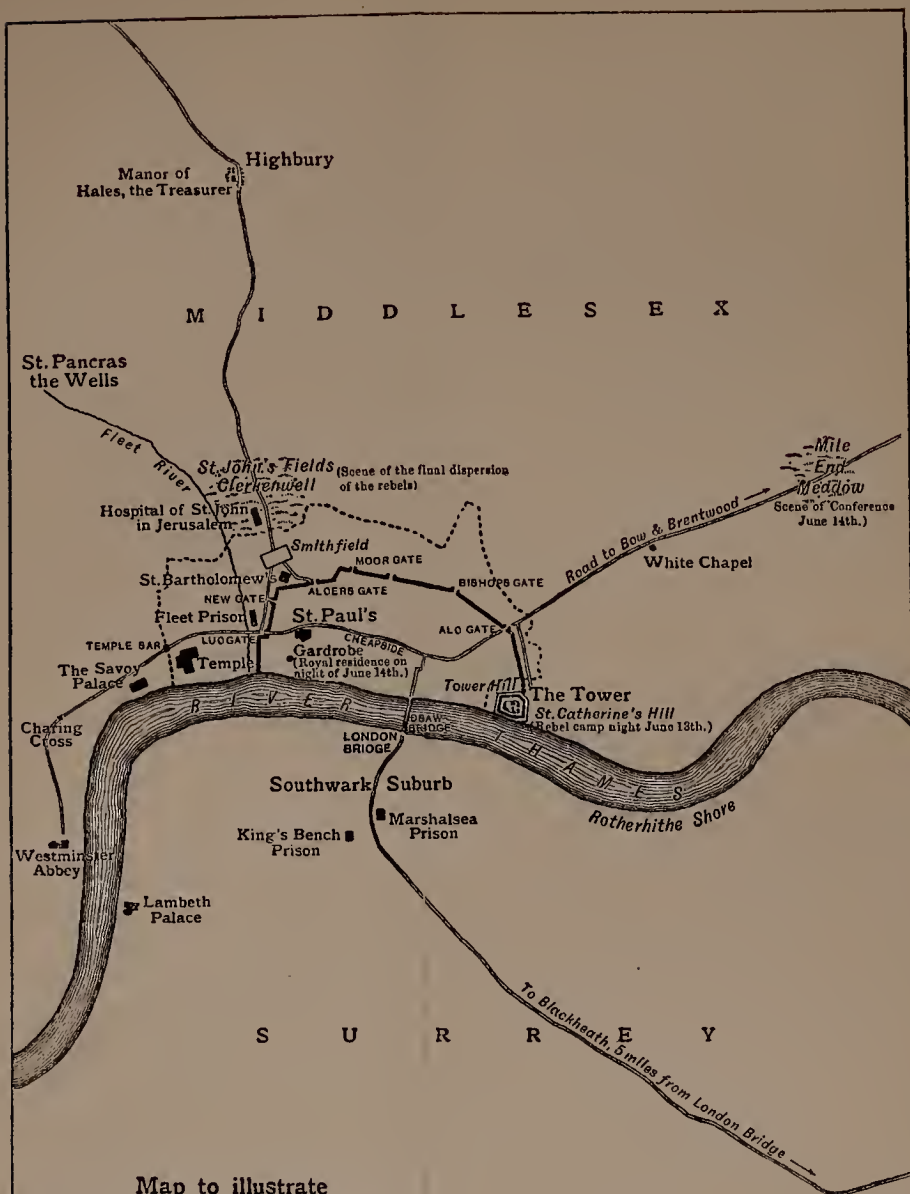 Highbury
Manor of
Hales, the Treasurer
MIDDLESEX
St. Pancras
the Wells
Fleet
River
St. John's Fields (Scene of the final dispersion
Clerkenwell of the rebels)
Hospital of St. John
in Jerusalem
Mile
End
Meddow
Scene of Conference
June 14th.)
Road to Bow & Brentwood
White Chapel
Smithfield
St. Bartholomew's
MOOR GATE
ALDERS GATE
BISHOPS GATE
NEW GATE
Fleet Prison
St. Paul's
ALD GATE
LUDGATE
CHEAPSIDE
TEMPLE BAR
Gardrobe
(Royal residence on
night of June 14th.)
Temple
The Savoy
Palace
Tower Hill
The Tower
St. Catherine's Hill
(Rebel camp night June 13th.)
RIVER
THAMES
Charing
Cross
DRAW
BRIDGE
LONDON
BRIDGE
Southwark Suburb
Rotherhithe Shore
Marshalsea
Prison
King's Bench
Prison
Westminster
Abbey
Lambeth
Palace
SURREY
To Blackheath, 5 miles from London Bridge
Map to illustrate